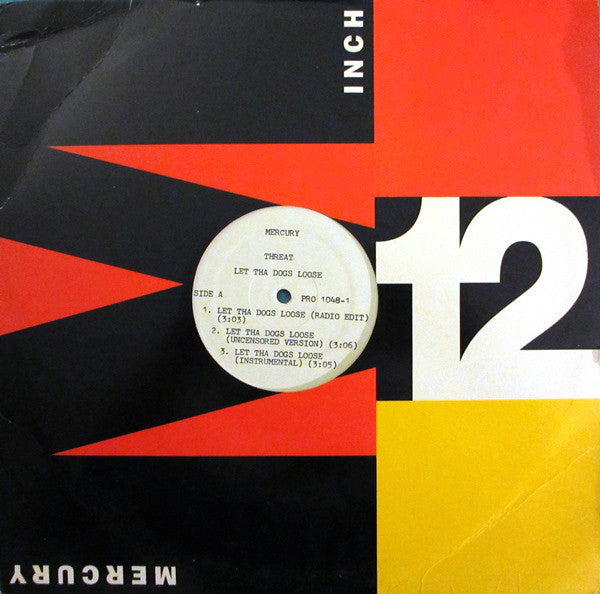 INCH
12
MERCURY
THREAT
LET THA DOGS LOOSE
SIDE A
PRO 1048-1
1. LET THA DOGS LOOSE (RADIO EDIT)
(3:03)
2. LET THA DOGS LOOSE
(UNCENSORED VERSION) (3:06)
3. LET THA DOGS LOOSE
(INSTRUMENTAL) (3:05)
MERCURY